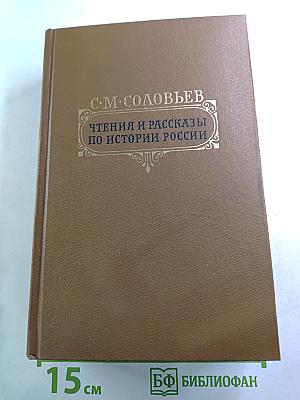 С·М·СОЛОВЬЕВ
ЧТЕНИЯ И РАССКАЗЫ
ПО ИСТОРИИ РОССИИ
15 см
БФ БИБЛИОФАН